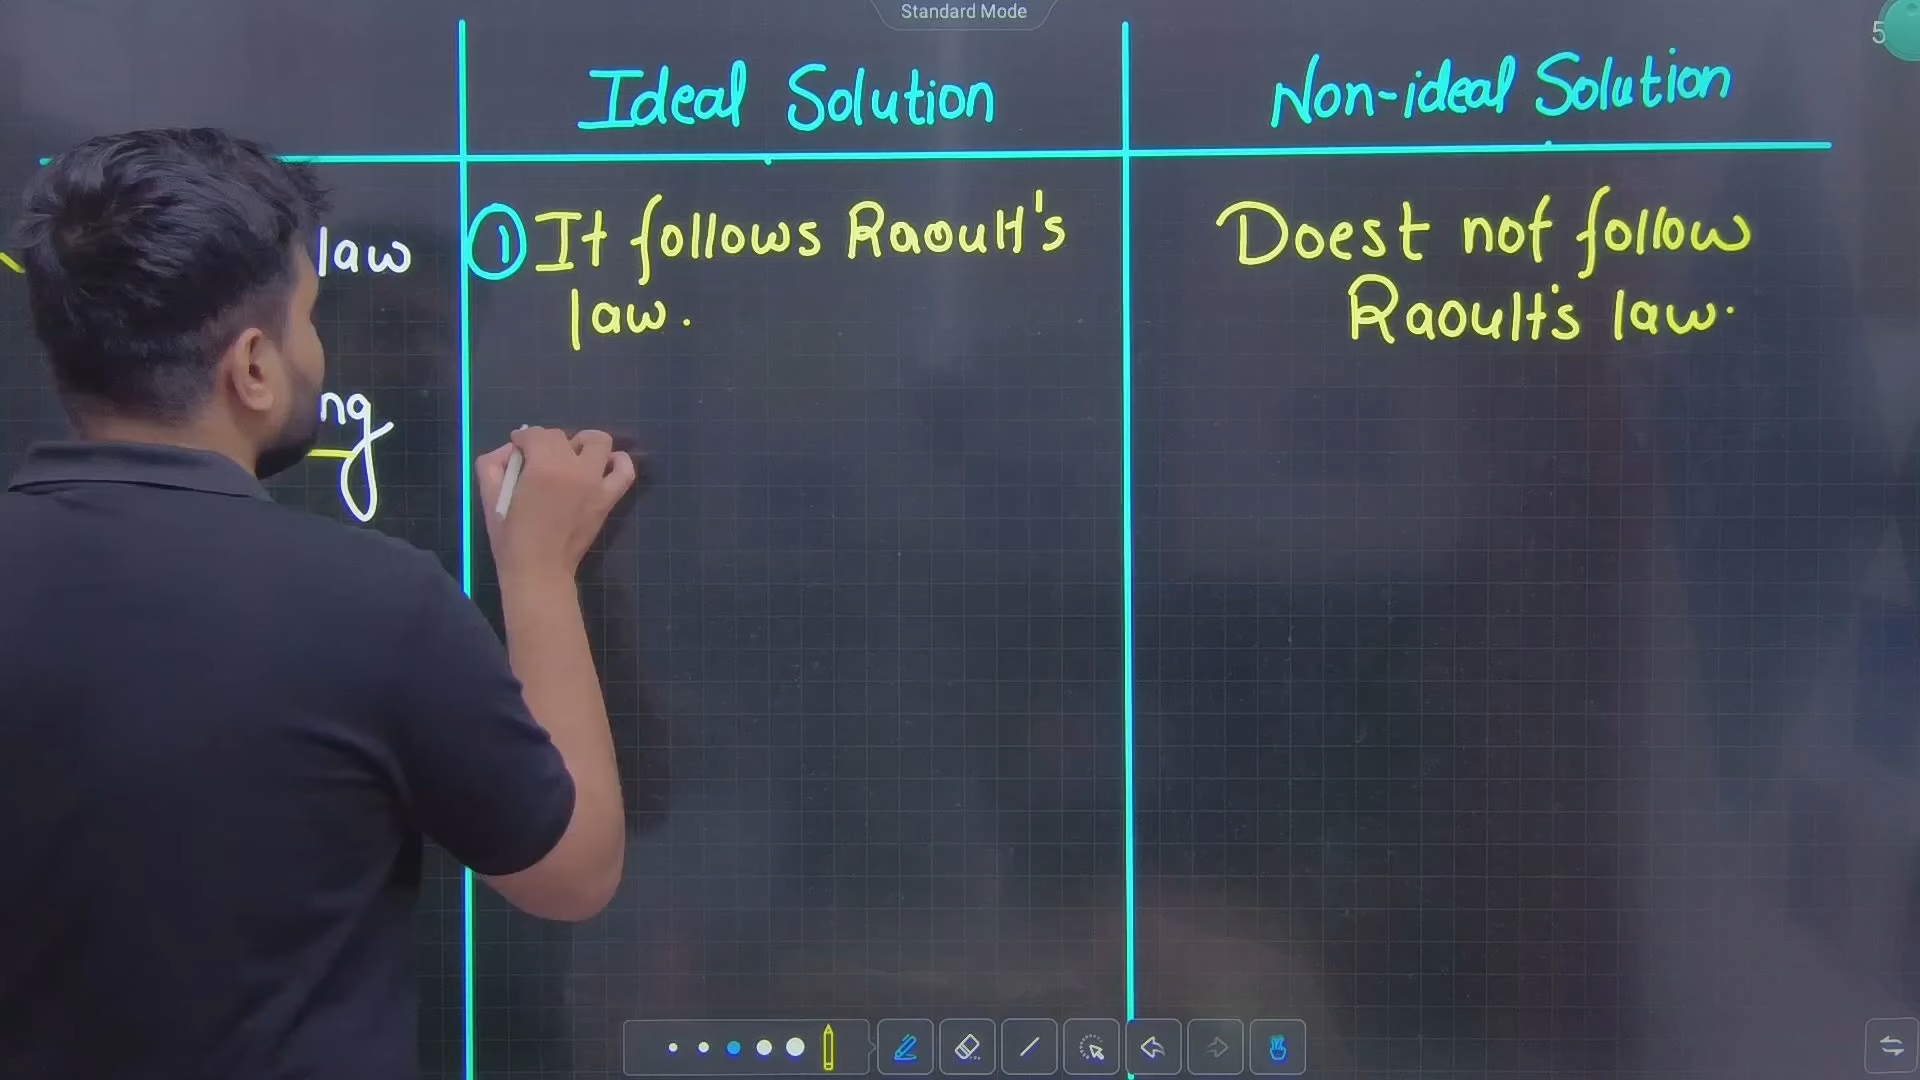 Standard Mode
5
Ideal Solution
Non-ideal Solution
law
① It follows Raoult's
law.
Doest not follow
Raoult's law.